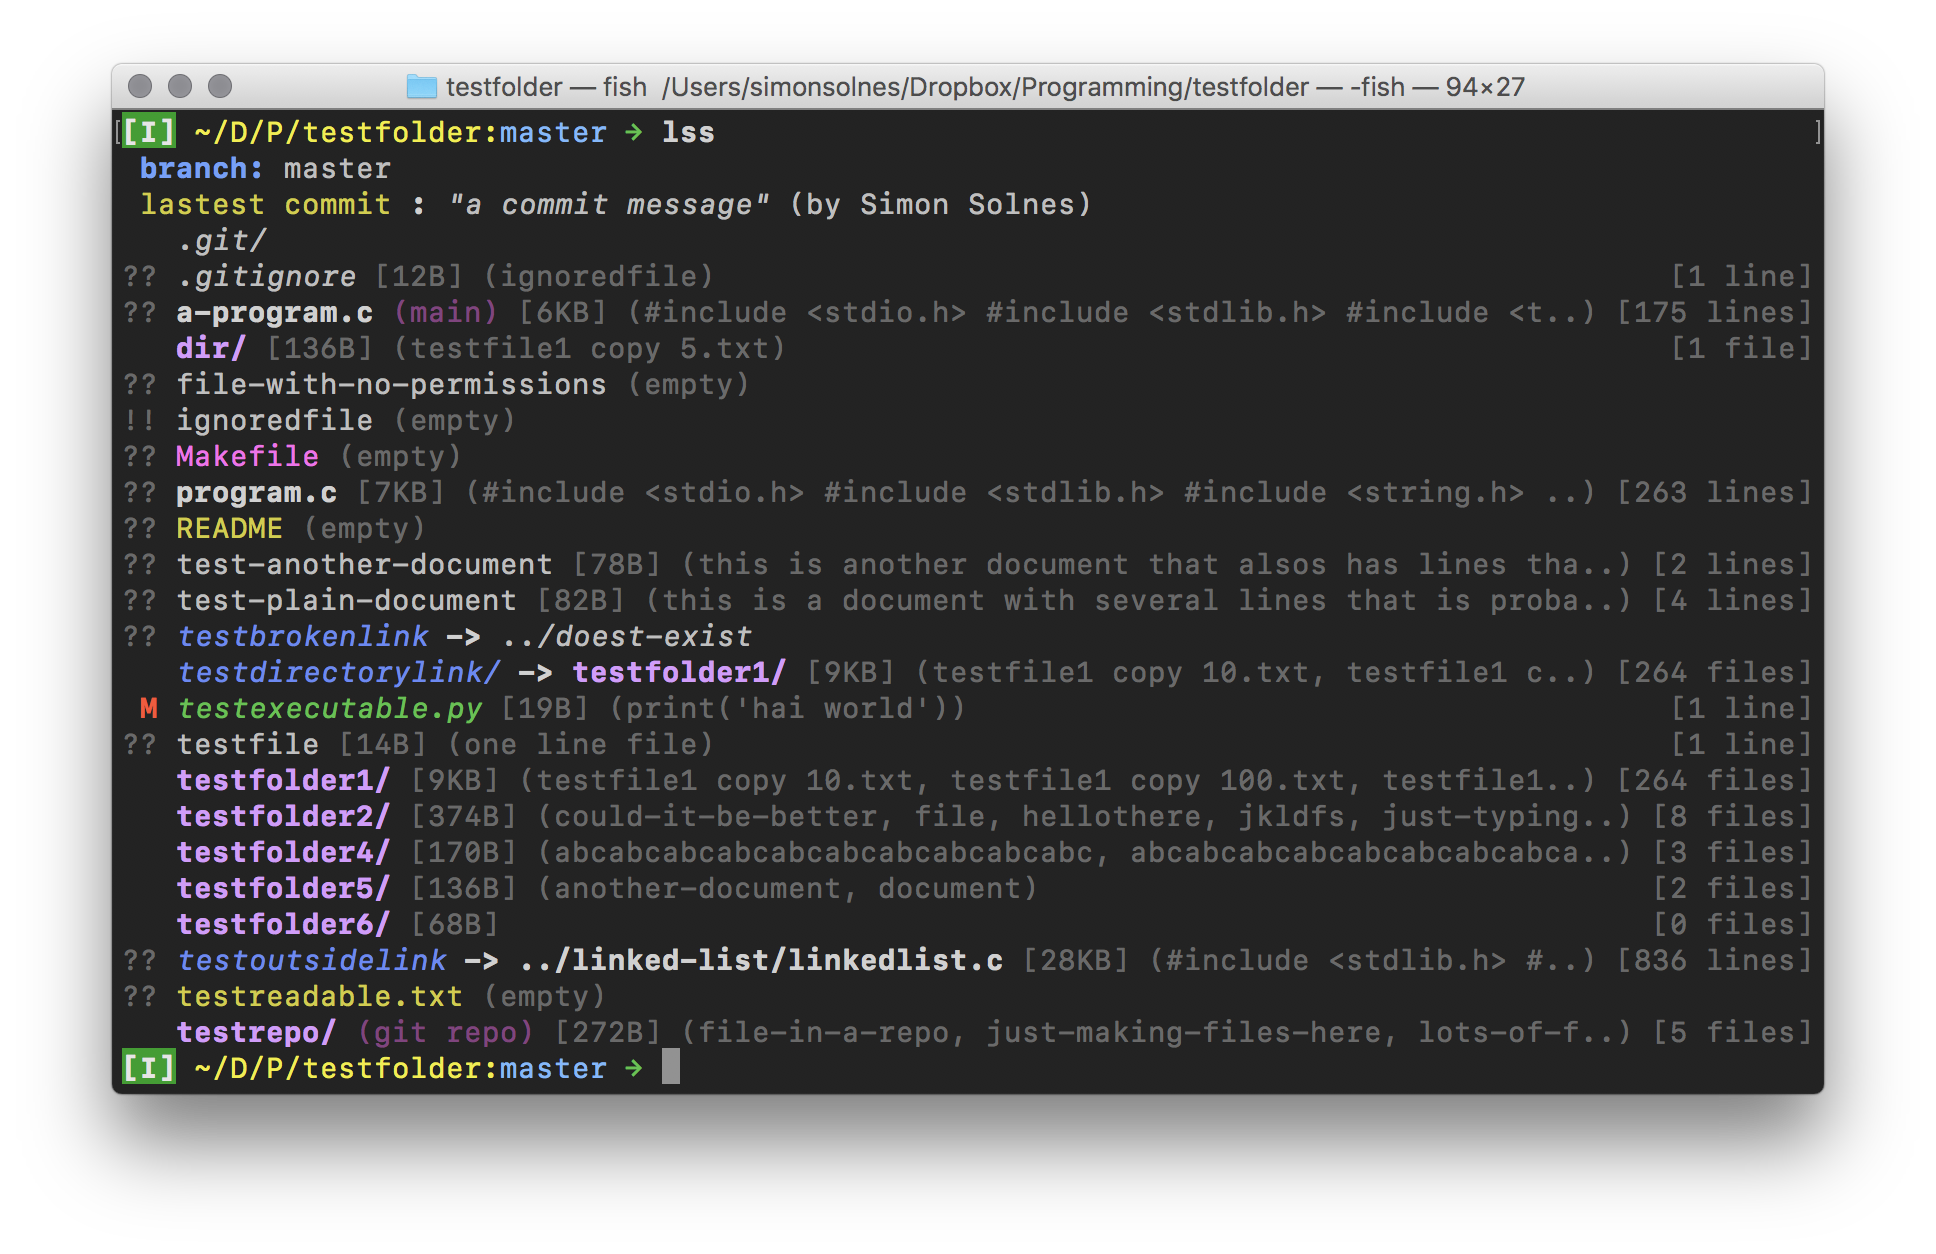 testfolder — fish  /Users/simonsolnes/Dropbox/Programming/testfolder — -fish — 94×27
[[I] ~/D/P/testfolder:master → lss ]
branch: master
lastest commit : "a commit message" (by Simon Solnes)
.git/
?? .gitignore [12B] (ignoredfile) [1 line]
?? a-program.c (main) [6KB] (#include <stdio.h> #include <stdlib.h> #include <t..) [175 lines]
dir/ [136B] (testfile1 copy 5.txt) [1 file]
?? file-with-no-permissions (empty)
!! ignoredfile (empty)
?? Makefile (empty)
?? program.c [7KB] (#include <stdio.h> #include <stdlib.h> #include <string.h> ..) [263 lines]
?? README (empty)
?? test-another-document [78B] (this is another document that alsos has lines tha..) [2 lines]
?? test-plain-document [82B] (this is a document with several lines that is proba..) [4 lines]
?? testbrokenlink -> ../doest-exist
testdirectorylink/ -> testfolder1/ [9KB] (testfile1 copy 10.txt, testfile1 c..) [264 files]
M testexecutable.py [19B] (print('hai world')) [1 line]
?? testfile [14B] (one line file) [1 line]
testfolder1/ [9KB] (testfile1 copy 10.txt, testfile1 copy 100.txt, testfile1..) [264 files]
testfolder2/ [374B] (could-it-be-better, file, hellothere, jkldfs, just-typing..) [8 files]
testfolder4/ [170B] (abcabcabcabcabcabcabcabcabcabc, abcabcabcabcabcabcabcabca..) [3 files]
testfolder5/ [136B] (another-document, document) [2 files]
testfolder6/ [68B] [0 files]
?? testoutsidelink -> ../linked-list/linkedlist.c [28KB] (#include <stdlib.h> #..) [836 lines]
?? testreadable.txt (empty)
testrepo/ (git repo) [272B] (file-in-a-repo, just-making-files-here, lots-of-f..) [5 files]
[I] ~/D/P/testfolder:master →